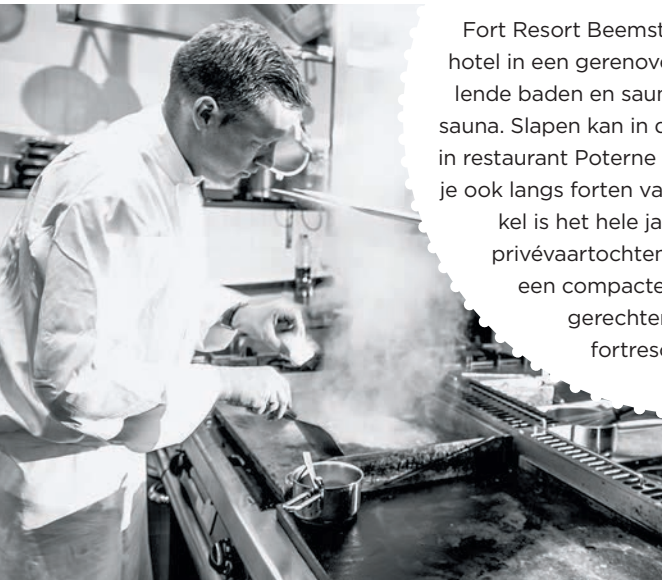 Fort Resort Beemst
hotel in een gerenove
lende baden en saun
sauna. Slapen kan in
in restaurant Poterne
je ook langs forten va
kel is het hele ja
privévaartochten
een compacte
gerechten
fortres